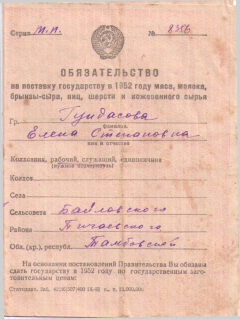 Серия М.П. № 8356
ОБЯЗАТЕЛЬСТВО
на поставку государству в 1952 году мяса, молока,
брынзы-сыра, яиц, шерсти и кожевенного сырья
Гр. Гундасова
фамилия
Елена Степановна
имя и отчество
Колхозник, рабочий, служащий, единоличник
(нужное подчеркнуть)
Колхоз
Села
Сельсовета Байловского
Района Пичаевского
Обл. (кр.), респуб. Тамбовской
На основании постановлений Правительства Вы обязаны
сдать государству в 1952 году по государственным заго-
товительным ценам: